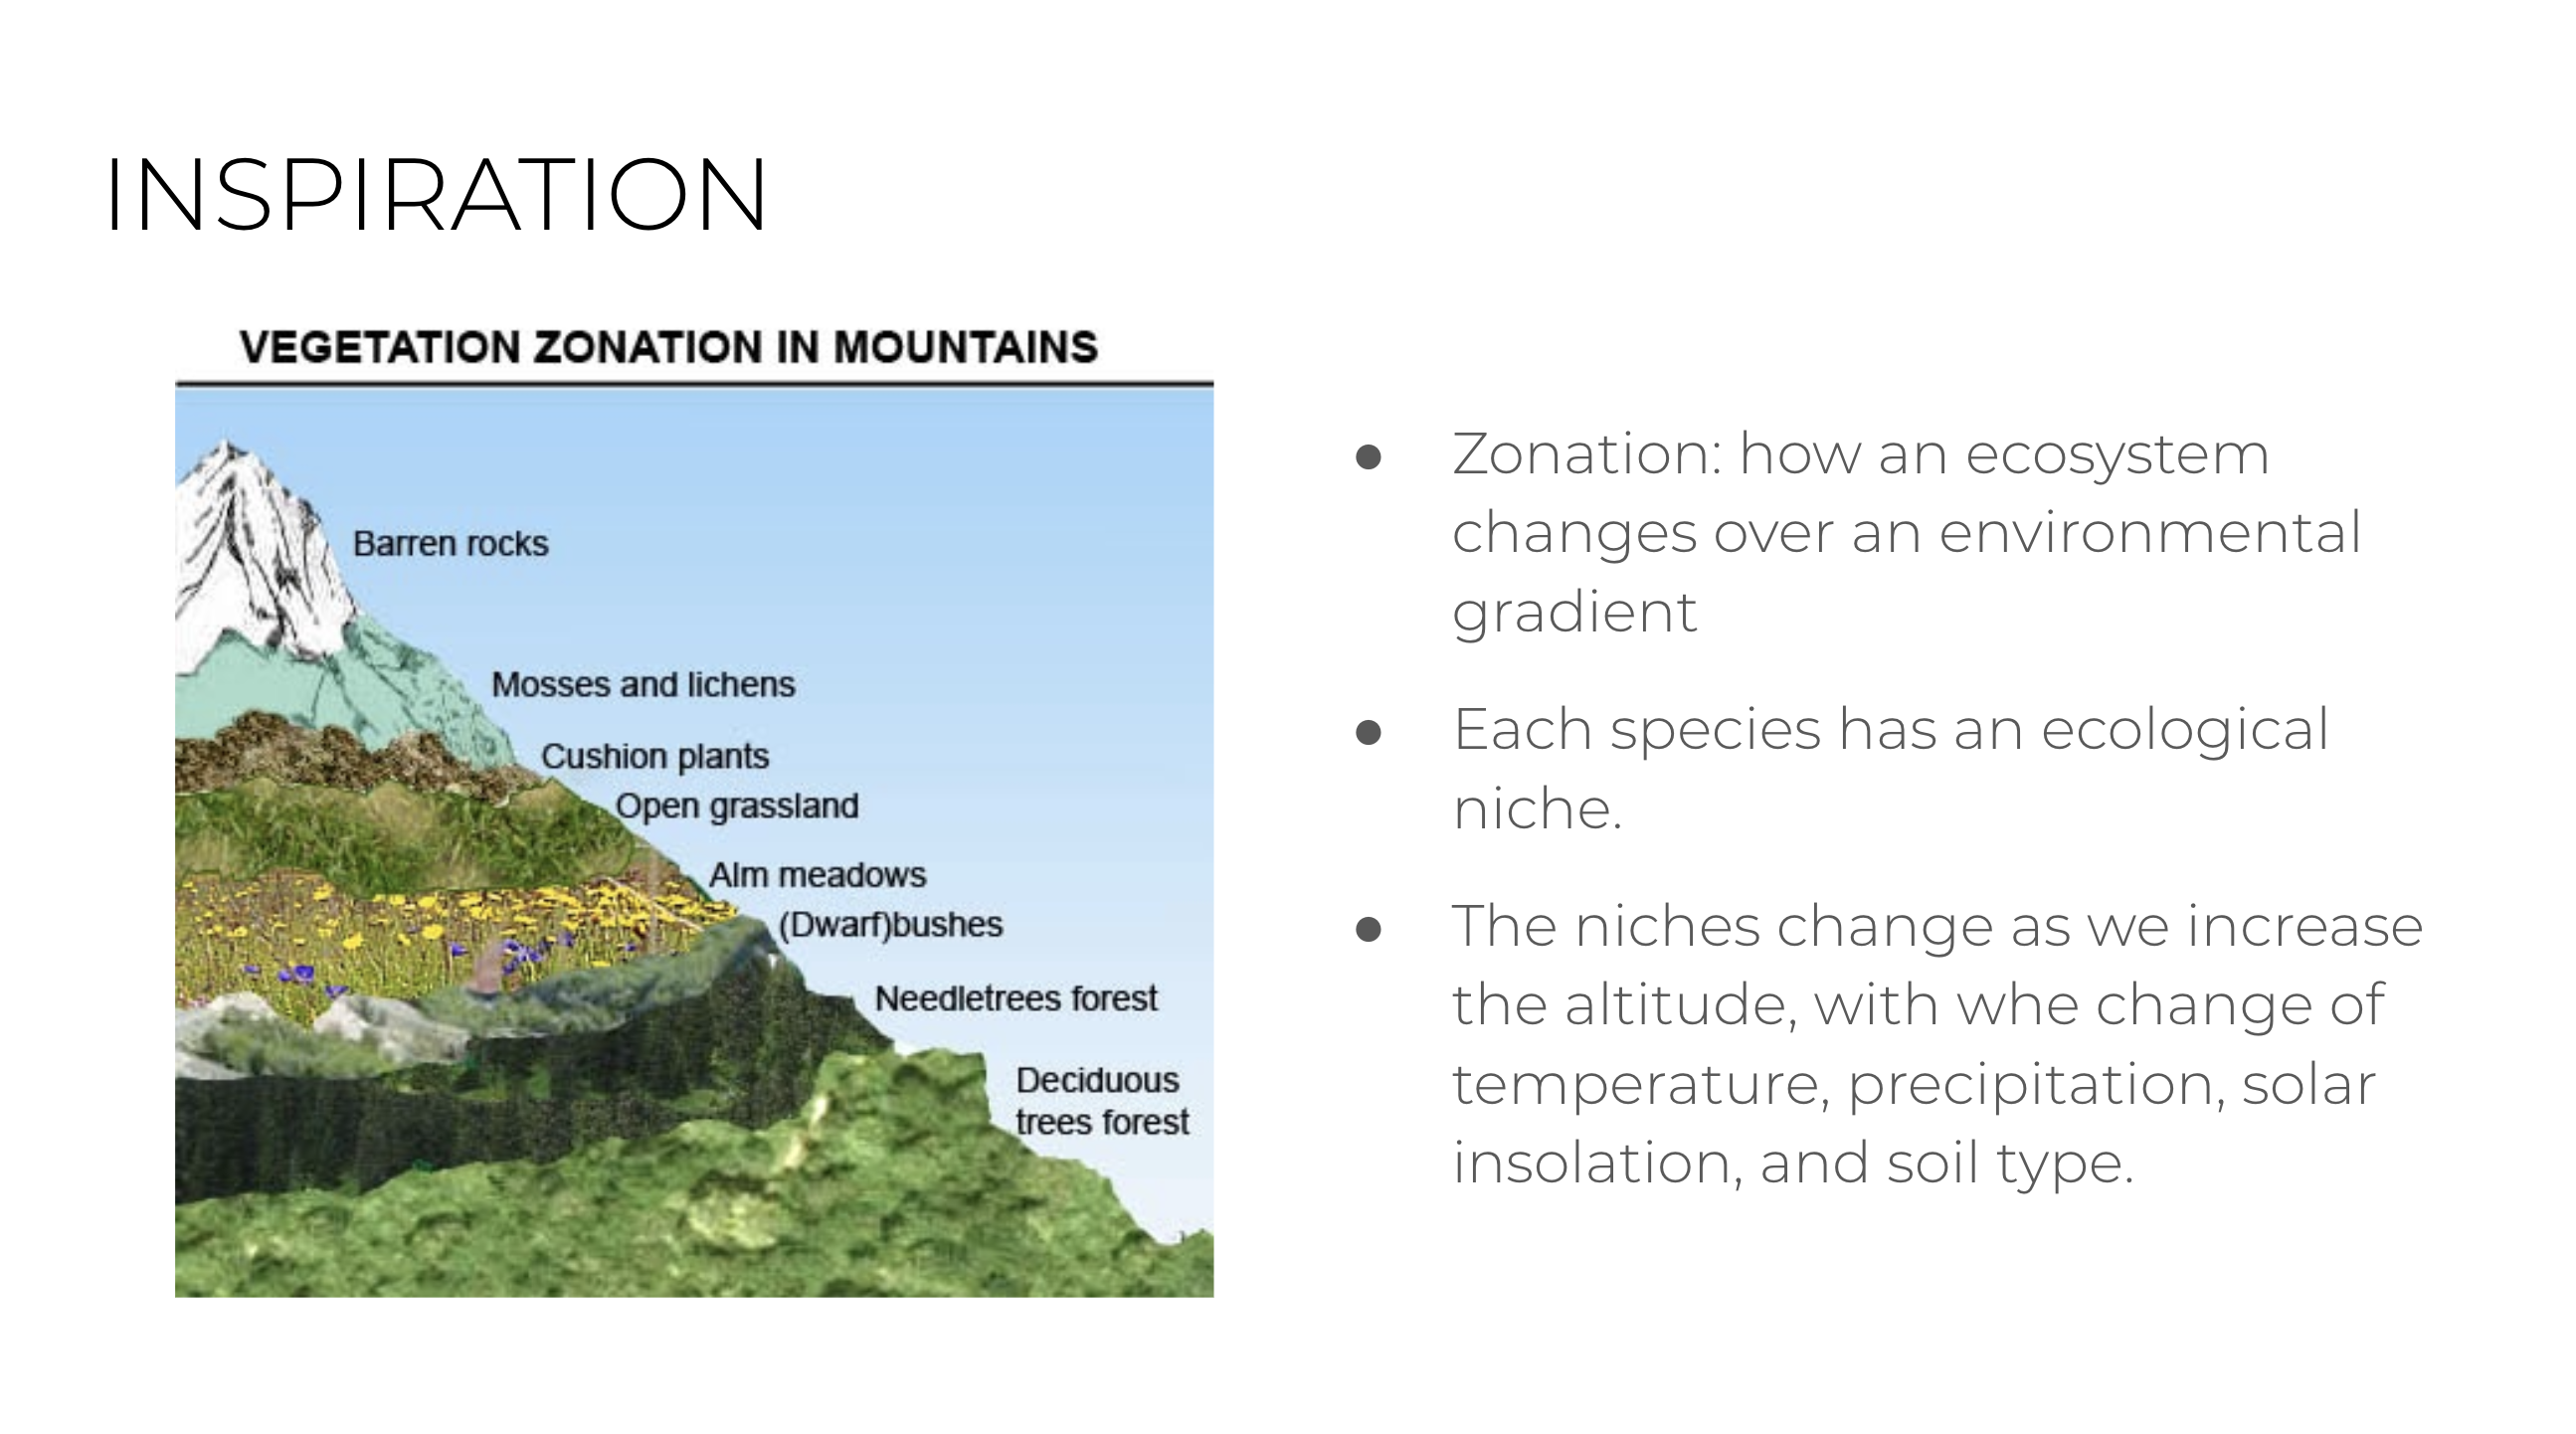 INSPIRATION
VEGETATION ZONATION IN MOUNTAINS
Barren rocks
Mosses and lichens
Cushion plants
Open grassland
Alm meadows
(Dwarf)bushes
Needletrees forest
Deciduous
trees forest
● Zonation: how an ecosystem
changes over an environmental
gradient
● Each species has an ecological
niche.
● The niches change as we increase
the altitude, with whe change of
temperature, precipitation, solar
insolation, and soil type.